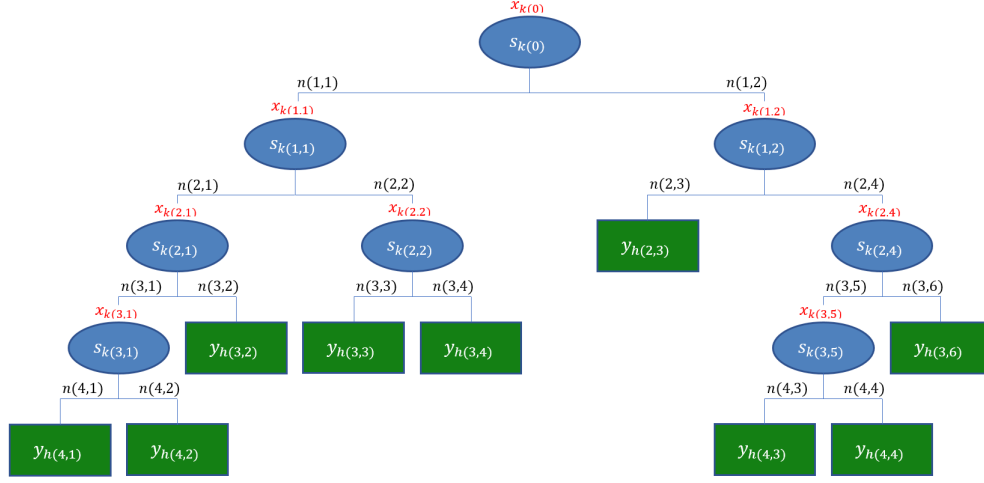 x_{k(0)}
s_{k(0)}
n(1,1) n(1,2)
x_{k(1.1)} x_{k(1.2)}
s_{k(1,1)} s_{k(1,2)}
n(2,1) n(2,2) n(2,3) n(2,4)
x_{k(2.1)} x_{k(2.2)} x_{k(2.4)}
s_{k(2,1)} s_{k(2,2)} y_{h(2,3)} s_{k(2,4)}
n(3,1) n(3,2) n(3,3) n(3,4) n(3,5) n(3,6)
x_{k(3,1)} x_{k(3,5)}
s_{k(3,1)} y_{h(3,2)} y_{h(3,3)} y_{h(3,4)} s_{k(3,5)} y_{h(3,6)}
n(4,1) n(4,2) n(4,3) n(4,4)
y_{h(4,1)} y_{h(4,2)} y_{h(4,3)} y_{h(4,4)}